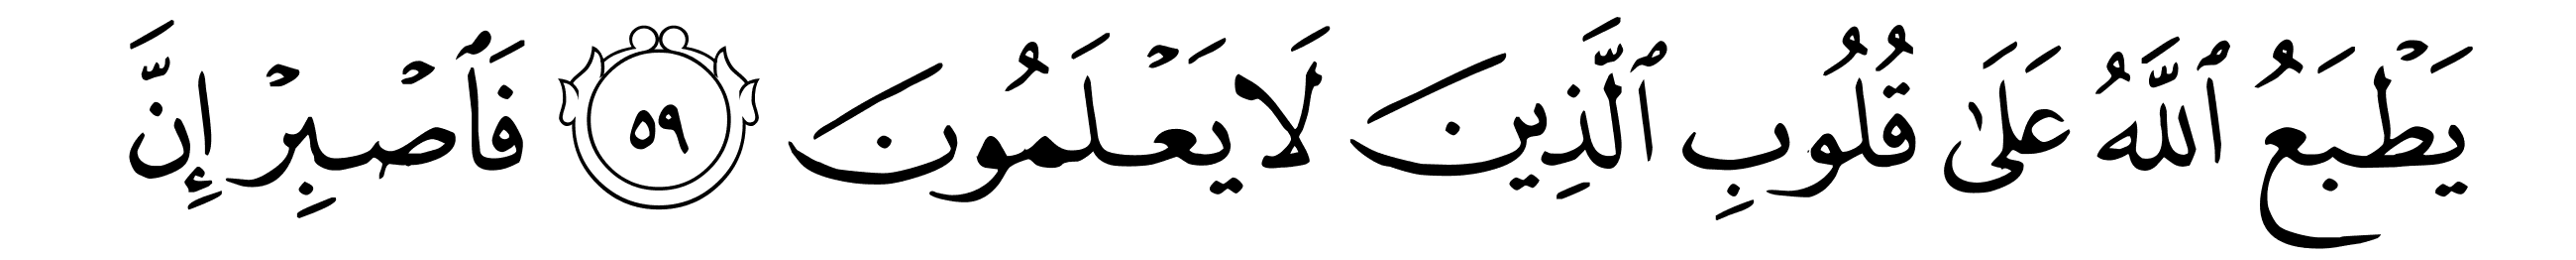 يَطْبَعُ ٱللَّهُ عَلَىٰ قُلُوبِ ٱلَّذِينَ لَا يَعْلَمُونَ ٥٩ فَٱصْبِرْ إِنَّ